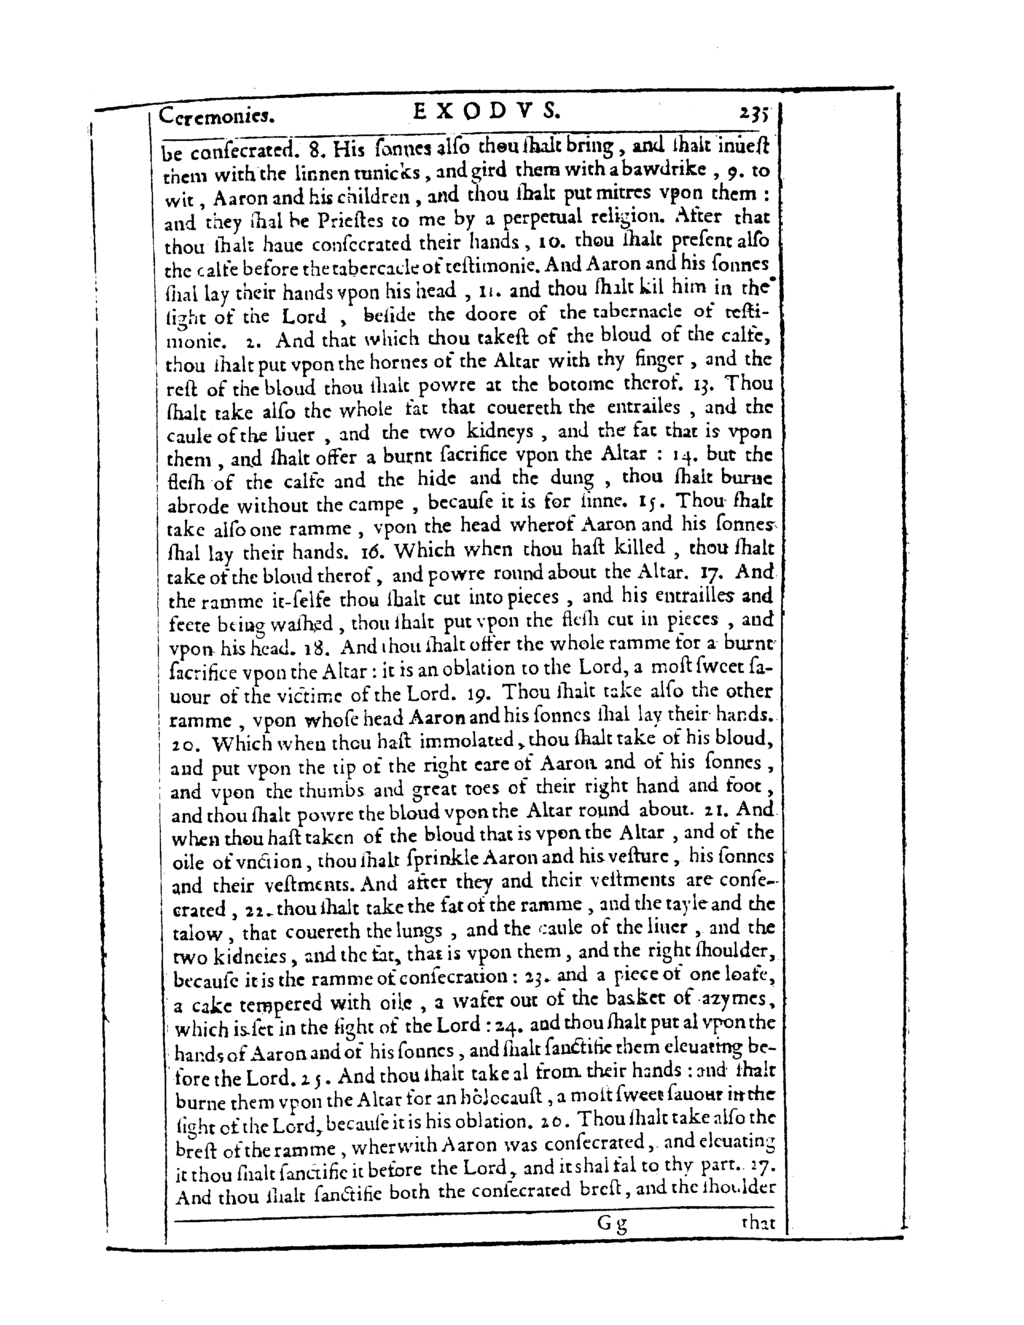 Ceremonies. EXODVS. 235
be conſecrated. 8. His ſonnes alſo thou ſhalt bring, and ſhalt inueſt
them with the linnen tunicks, and gird them with a bawdrike, 9. to
wit, Aaron and his children, and thou ſhalt put mitres vpon them:
and they ſhal be Prieſtes to me by a perpetual religion. After that
thou ſhalt haue conſecrated their hands, 10. thou ſhalt preſent alſo
the calfe before the tabercacle of teſtimonie. And Aaron and his ſonnes
ſhal lay their hands vpon his head, 11. and thou ſhalt kil him in the
ſight of the Lord, beſide the doore of the tabernacle of teſti-
monie. 2. And that which thou takeſt of the bloud of the calfe,
thou ſhalt put vpon the hornes of the Altar with thy finger, and the
reſt of the bloud thou ſhalt powre at the botome therof. 13. Thou
ſhalt take alſo the whole fat that couereth the entrailes, and the
caule of the liuer, and the two kidneys, and the fat that is vpon
them, and ſhalt offer a burnt ſacrifice vpon the Altar: 14. but the
fleſh of the calfe and the hide and the dung, thou ſhalt burne
abrode without the campe, becauſe it is for ſinne. 15. Thou ſhalt
take alſo one ramme, vpon the head wherof Aaron and his ſonnes
ſhal lay their hands. 16. Which when thou haſt killed, thou ſhalt
take of the bloud therof, and powre round about the Altar. 17. And
the ramme it-ſelfe thou ſhalt cut into pieces, and his entrailles and
feete being waſhed, thou ſhalt put vpon the fleſh cut in pieces, and
vpon his head. 18. And thou ſhalt offer the whole ramme for a burnt
ſacrifice vpon the Altar: it is an oblation to the Lord, a moſt ſweet ſa-
uour of the victime of the Lord. 19. Thou ſhalt take alſo the other
ramme, vpon whoſe head Aaron and his ſonnes ſhal lay their hands.
20. Which when thou haſt immolated, thou ſhalt take of his bloud,
and put vpon the tip of the right eare of Aaron and of his ſonnes,
and vpon the thumbs and great toes of their right hand and foot,
and thou ſhalt powre the bloud vpon the Altar round about. 21. And
when thou haſt taken of the bloud that is vpon the Altar, and of the
oile of vnction, thou ſhalt ſprinkle Aaron and his veſture, his ſonnes
and their veſtments. And after they and their veſtments are conſe-
crated, 22. thou ſhalt take the fat of the ramme, and the tayle and the
talow, that couereth the lungs, and the caule of the liuer, and the
two kidneies, and the fat, that is vpon them, and the right ſhoulder,
becauſe it is the ramme of conſecration: 23. and a piece of one loafe,
a cake tempered with oile, a wafer out of the basket of azymes,
which is ſet in the ſight of the Lord: 24. and thou ſhalt put al vpon the
hands of Aaron and of his ſonnes, and ſhalt ſanctifie them eleuating be-
fore the Lord. 25. And thou ſhalt take al from their hands: and ſhalt
burne them vpon the Altar for an holocauſt, a moſt ſweet ſauour in the
ſight of the Lord, becauſe it is his oblation. 26. Thou ſhalt take alſo the
breſt of the ramme, wherwith Aaron was conſecrated, and eleuating
it thou ſhalt ſanctifie it before the Lord, and it shal fal to thy part. 27.
And thou ſhalt ſanctifie both the conſecrated breſt, and the ſhoulder
Gg that